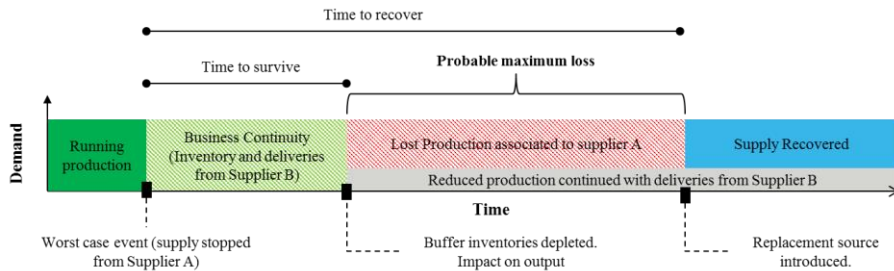 Time to recover
Time to survive
Probable maximum loss
Demand
Running
production
Business Continuity
(Inventory and deliveries
from Supplier B)
Lost Production associated to supplier A
Supply Recovered
Reduced production continued with deliveries from Supplier B
Time
Worst case event (supply stopped
from Supplier A)
Buffer inventories depleted.
Impact on output
Replacement source
introduced.